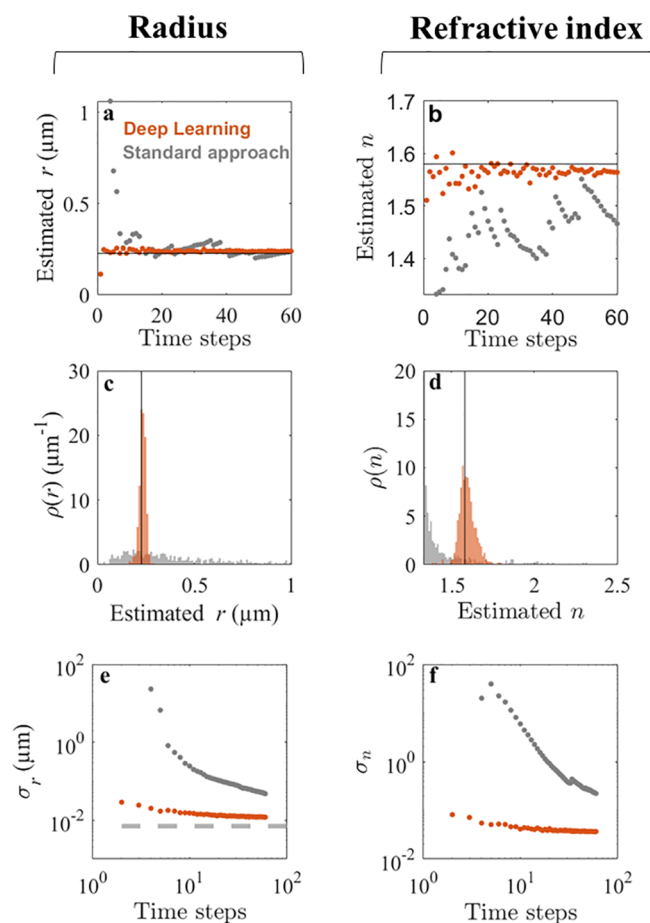 Radius
Refractive index
a
Deep Learning
Standard approach
Estimated r (μm)
1
0.5
0
0
20
40
60
Time steps
b
Estimated n
1.7
1.6
1.5
1.4
0
20
40
60
Time steps
c
ρ(r) (μm⁻¹)
30
20
10
0
0
0.5
1
Estimated r (μm)
d
ρ(n)
20
15
10
5
0
1.5
2
2.5
Estimated n
e
σᵣ (μm)
10²
10⁰
10⁻²
10⁰
10¹
10²
Time steps
f
σₙ
10²
10⁰
10⁻²
10⁰
10¹
10²
Time steps